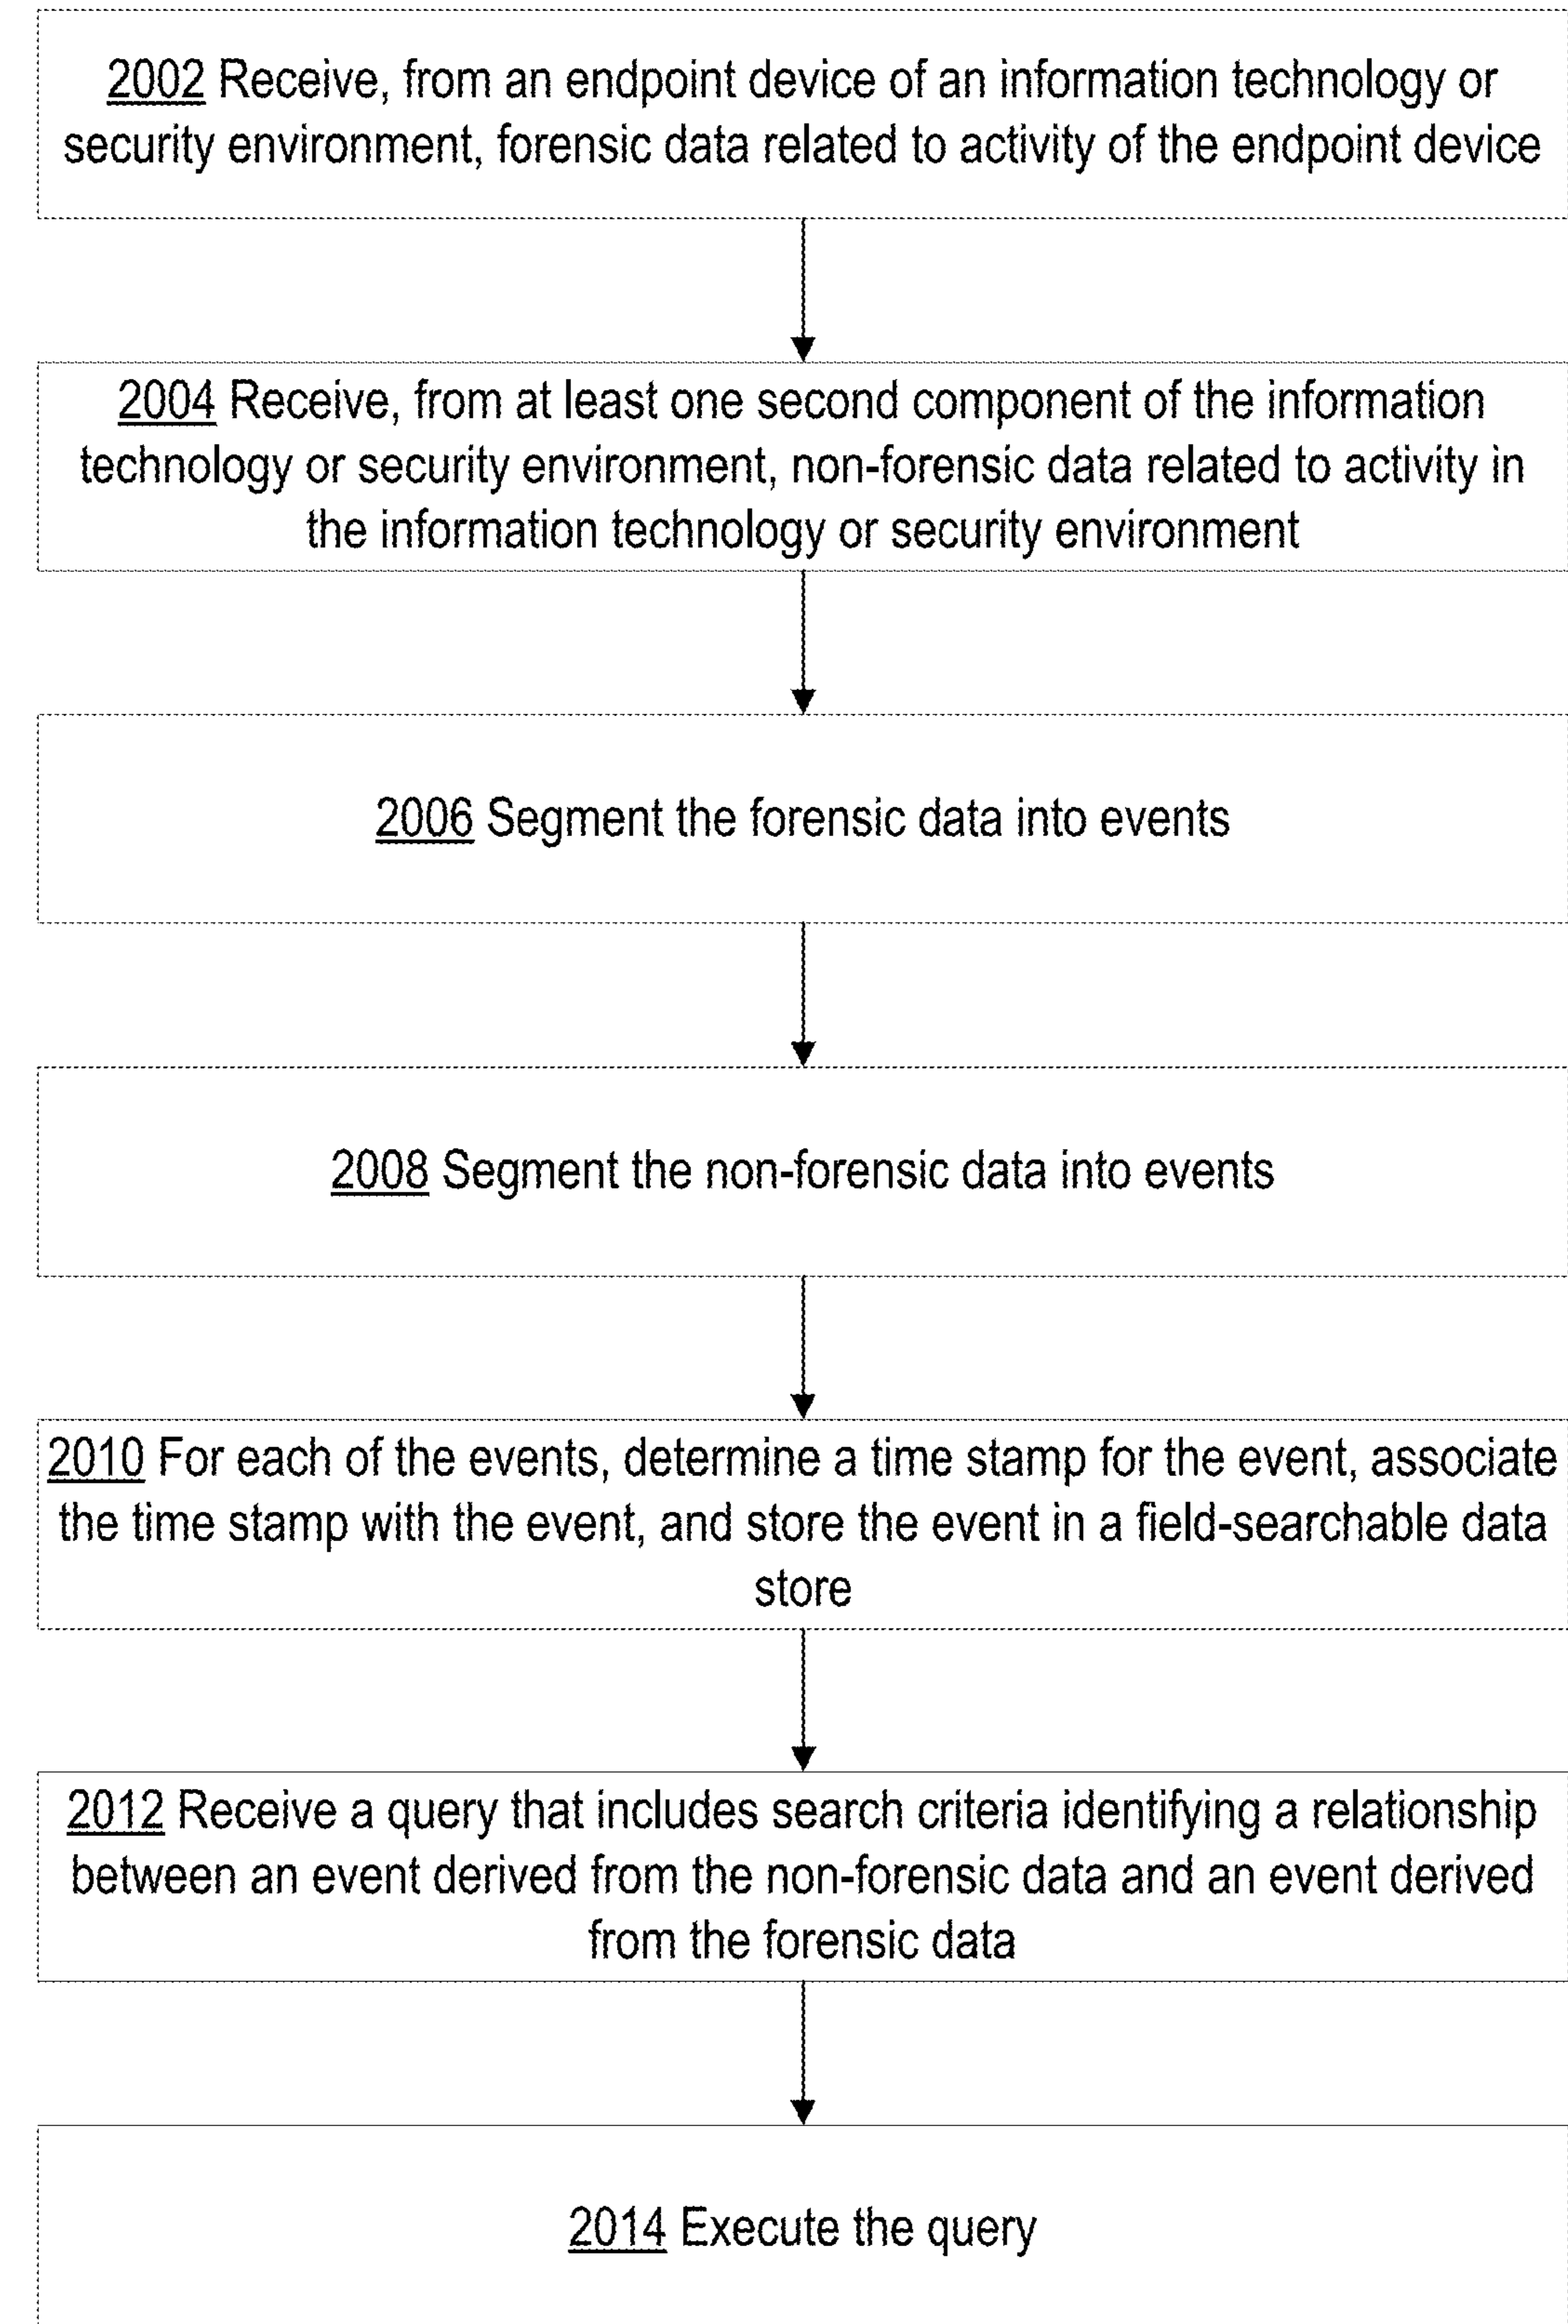 2002 Receive, from an endpoint device of an information technology or
security environment, forensic data related to activity of the endpoint device
2004 Receive, from at least one second component of the information
technology or security environment, non-forensic data related to activity in
the information technology or security environment
2006 Segment the forensic data into events
2008 Segment the non-forensic data into events
2010 For each of the events, determine a time stamp for the event, associate
the time stamp with the event, and store the event in a field-searchable data
store
2012 Receive a query that includes search criteria identifying a relationship
between an event derived from the non-forensic data and an event derived
from the forensic data
2014 Execute the query